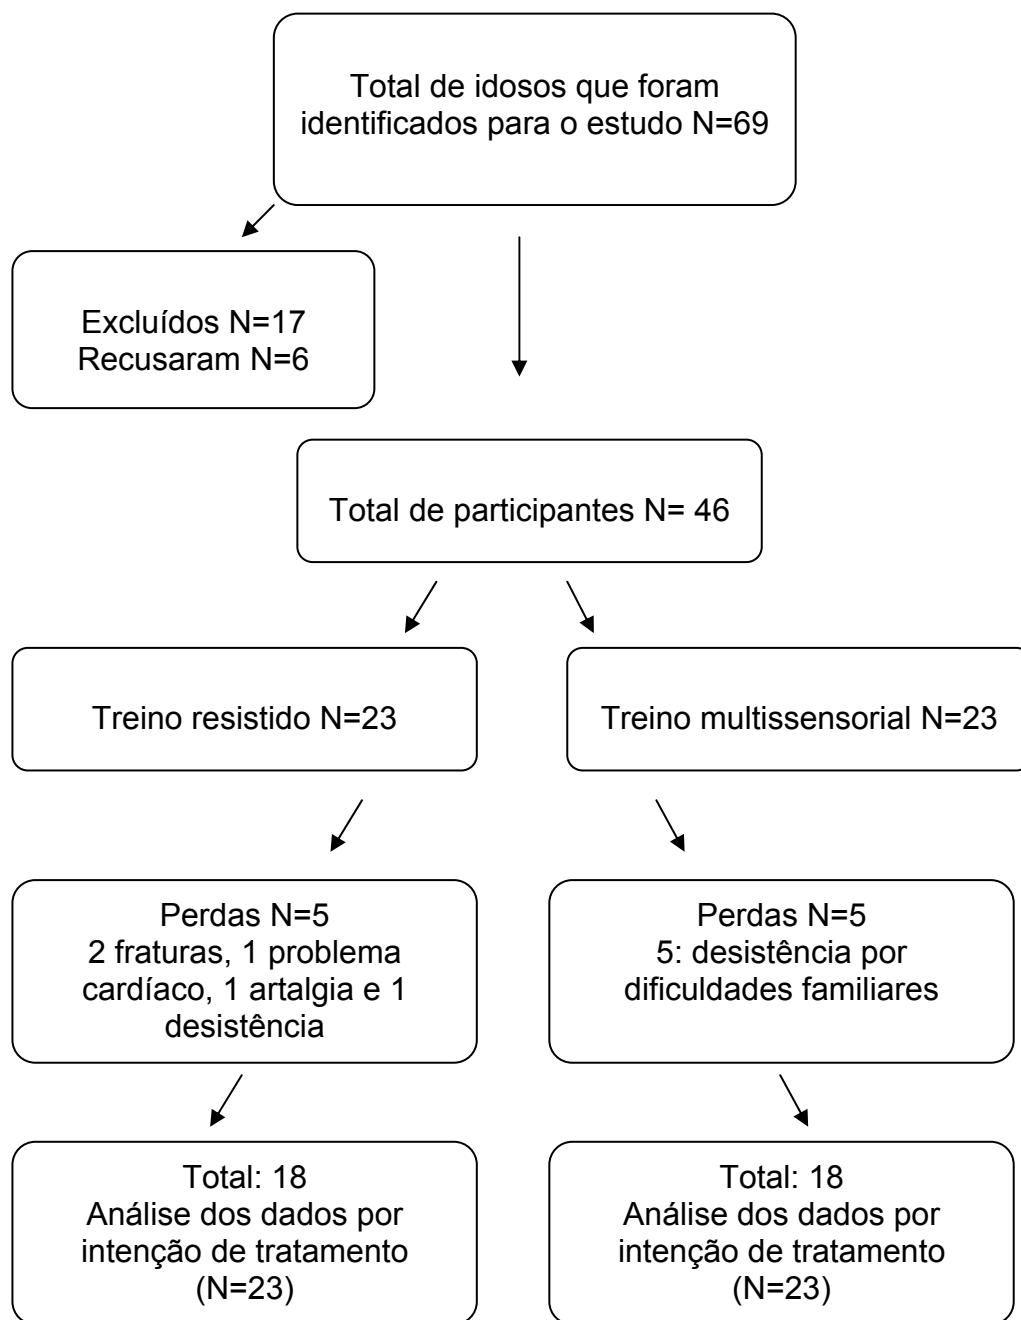 Total de idosos que foram
identificados para o estudo N=69
Excluídos N=17
Recusaram N=6
Total de participantes N= 46
Treino resistido N=23
Treino multissensorial N=23
Perdas N=5
2 fraturas, 1 problema
cardíaco, 1 artalgia e 1
desistência
Perdas N=5
5: desistência por
dificuldades familiares
Total: 18
Análise dos dados por
intenção de tratamento
(N=23)
Total: 18
Análise dos dados por
intenção de tratamento
(N=23)